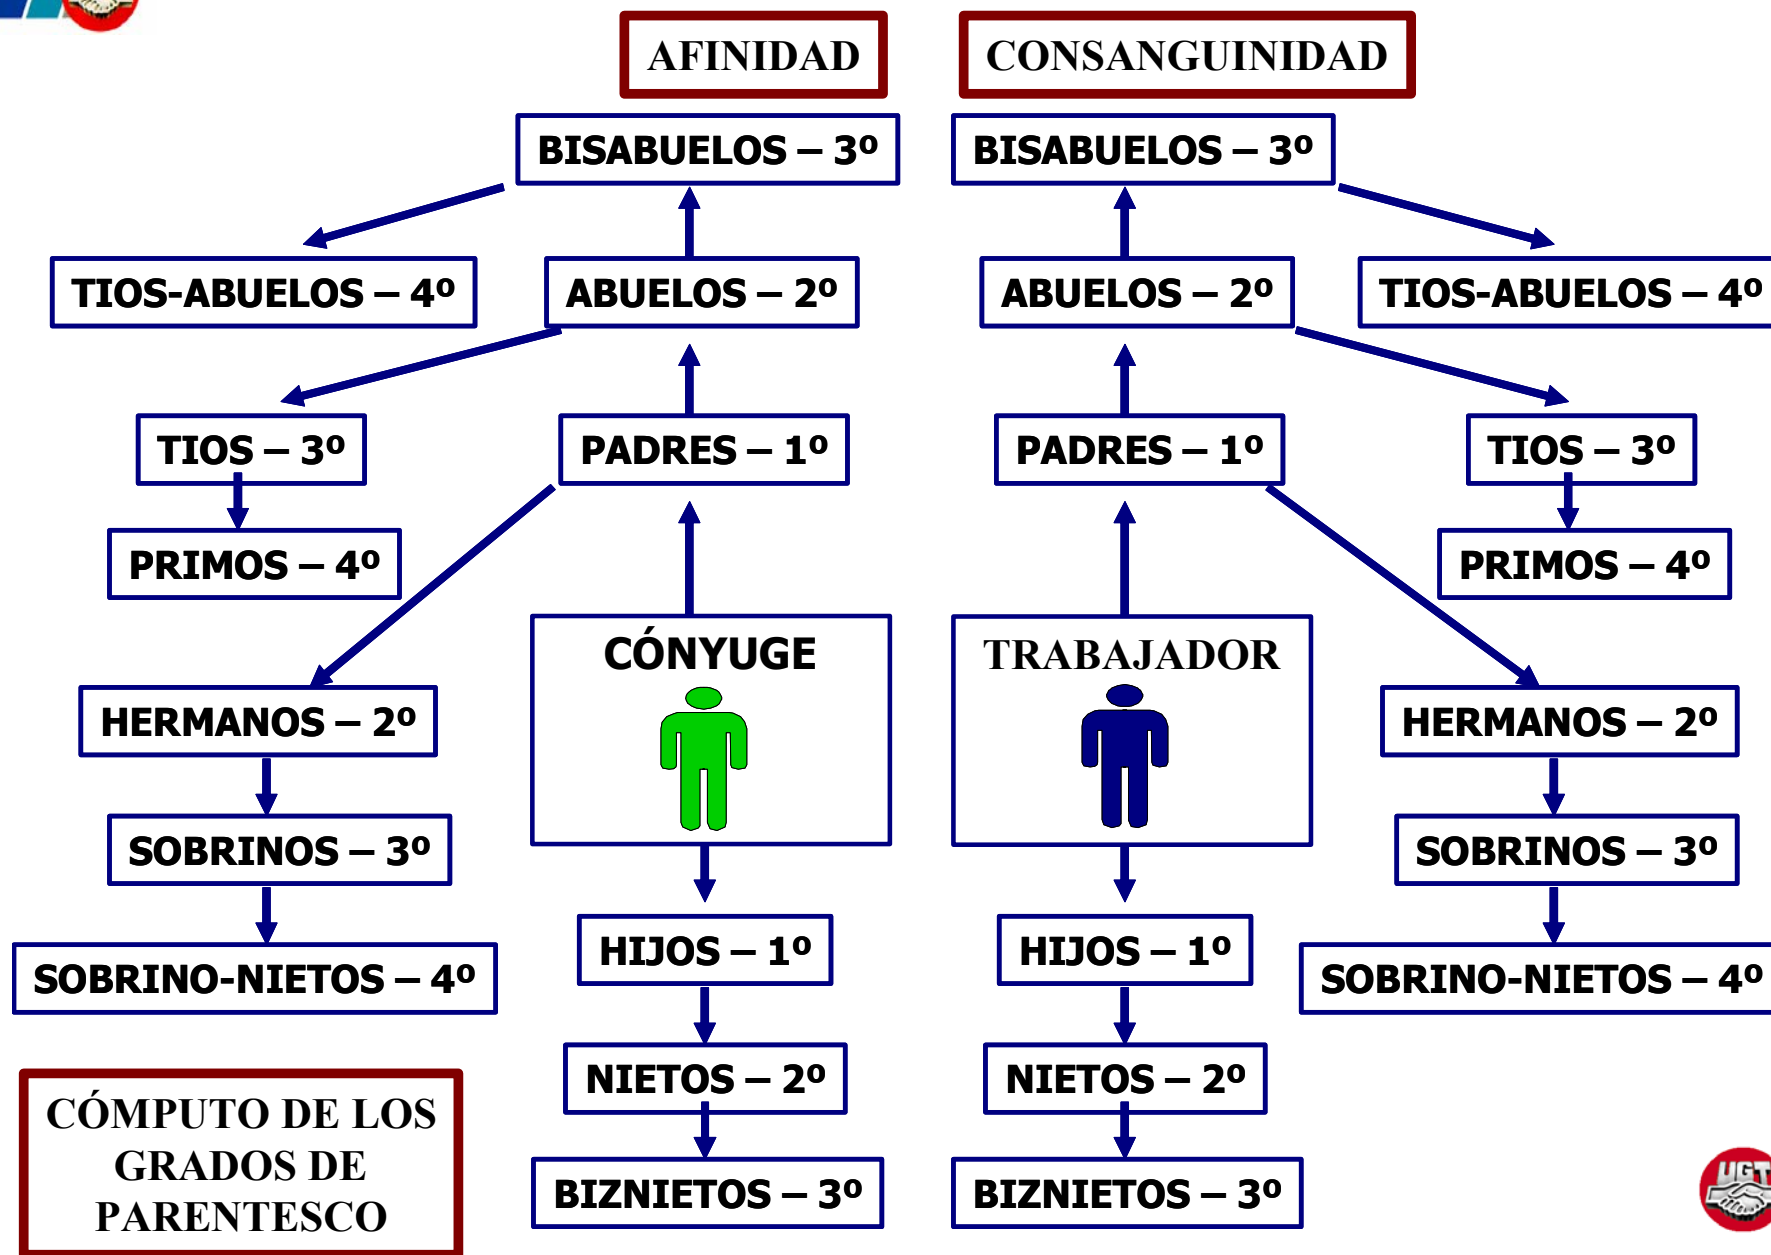 AFINIDAD
CONSANGUINIDAD
BISABUELOS – 3º
BISABUELOS – 3º
TIOS-ABUELOS – 4º
ABUELOS – 2º
ABUELOS – 2º
TIOS-ABUELOS – 4º
TIOS – 3º
PADRES – 1º
PADRES – 1º
TIOS – 3º
PRIMOS – 4º
PRIMOS – 4º
CÓNYUGE
TRABAJADOR
HERMANOS – 2º
HERMANOS – 2º
SOBRINOS – 3º
SOBRINOS – 3º
HIJOS – 1º
HIJOS – 1º
SOBRINO-NIETOS – 4º
SOBRINO-NIETOS – 4º
NIETOS – 2º
NIETOS – 2º
CÓMPUTO DE LOS
GRADOS DE
PARENTESCO
BIZNIETOS – 3º
BIZNIETOS – 3º
UGT